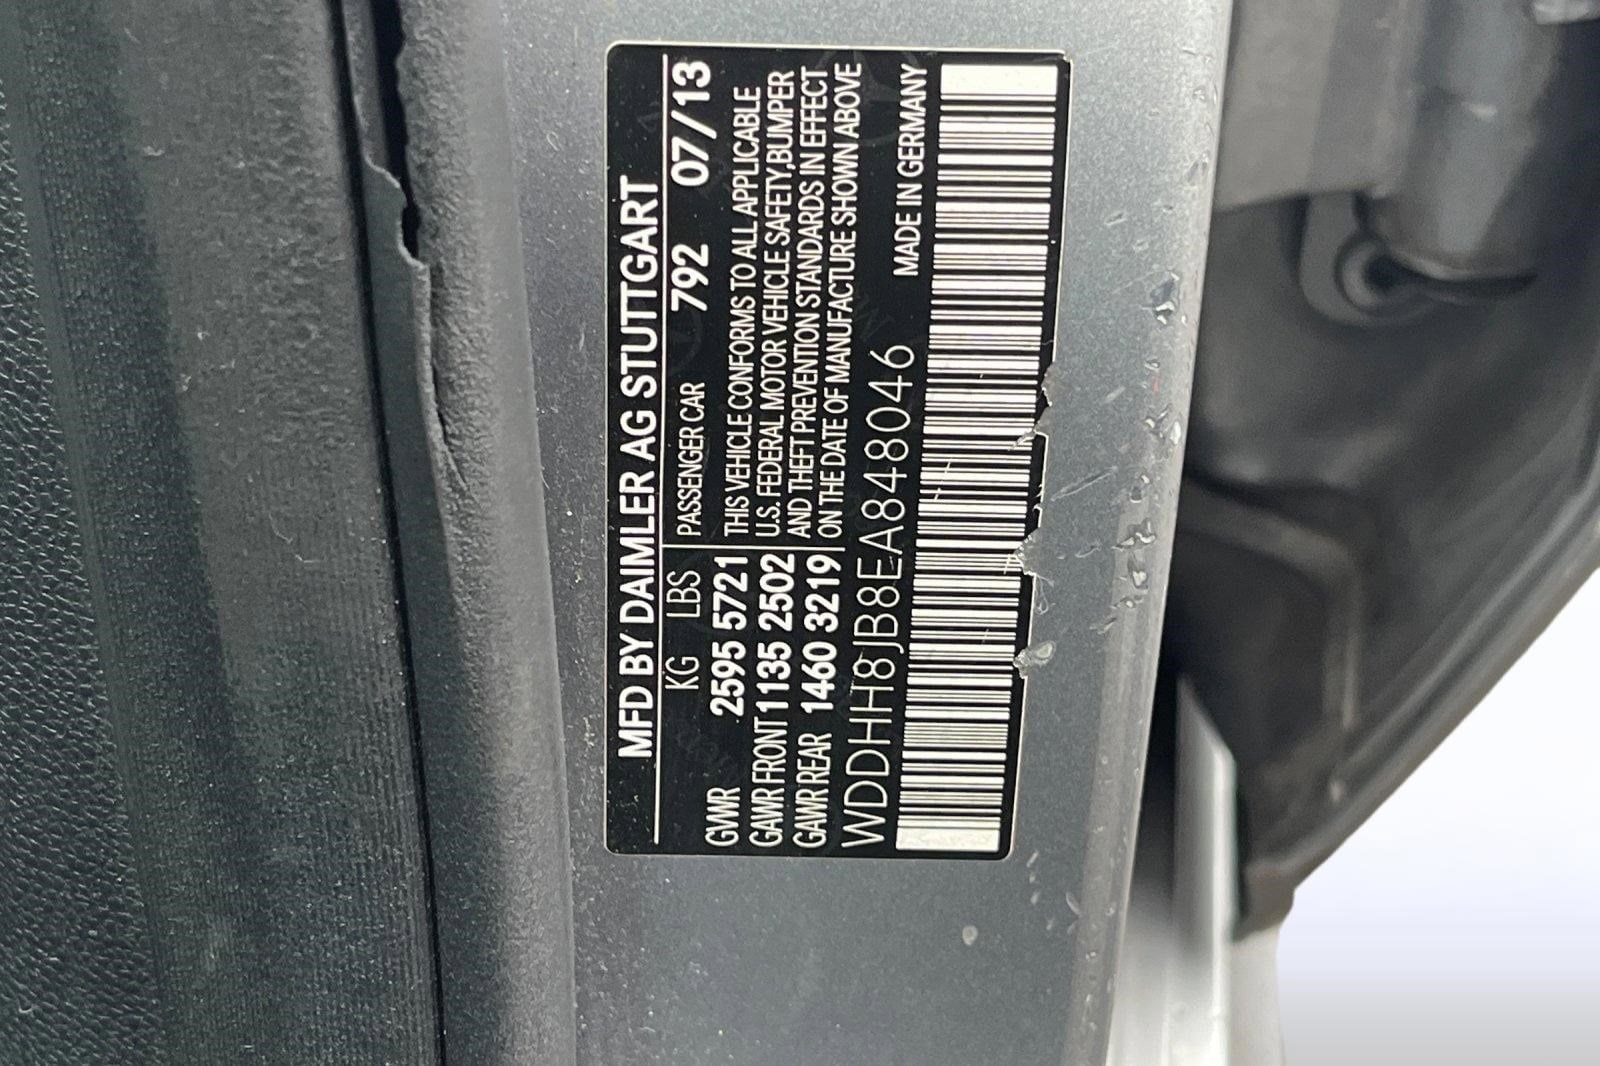 MFD BY DAIMLER AG STUTTGART
KG LBS PASSENGER CAR 792 07/13
GVWR 2595 5721
GAWR FRONT 1135 2502
GAWR REAR 1460 3219
THIS VEHICLE CONFORMS TO ALL APPLICABLE
U.S. FEDERAL MOTOR VEHICLE SAFETY,BUMPER
AND THEFT PREVENTION STANDARDS IN EFFECT
ON THE DATE OF MANUFACTURE SHOWN ABOVE
WDDHH8JB8EA848046 MADE IN GERMANY